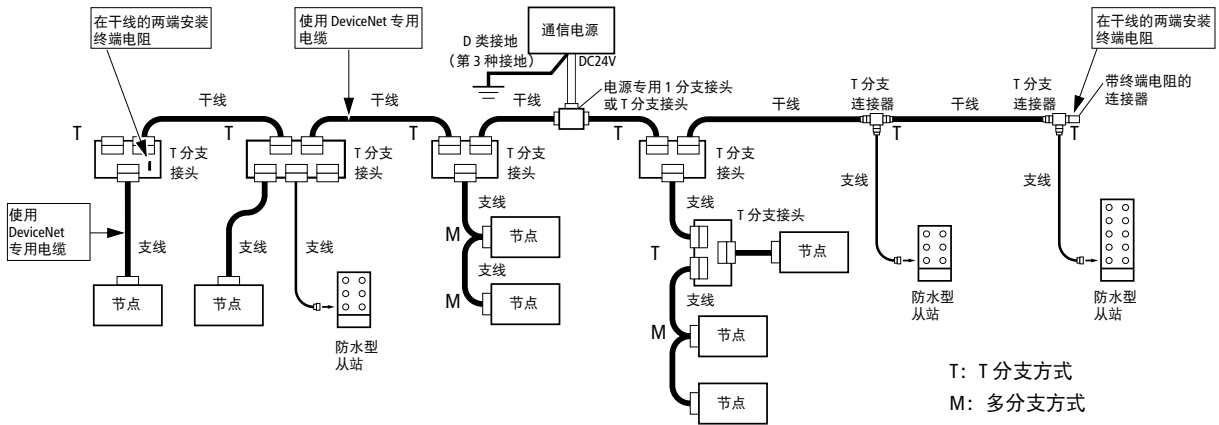 在干线的两端安装
终端电阻
使用 DeviceNet 专用
电缆
D 类接地
(第 3 种接地)
通信电源
DC24V
电源专用 1 分支接头
或 T 分支接头
在干线的两端安装
终端电阻
带终端电阻的
连接器
干线
干线
干线
干线
干线
T 分支
连接器
T 分支
连接器
T
T
T
T
T
T
T 分支
接头
T 分支
接头
T 分支
接头
T 分支
接头
使用
DeviceNet
专用电缆
支线
支线
支线
支线
支线
支线
支线
支线
支线
T 分支接头
M
M
T
M
节点
节点
节点
节点
节点
节点
节点
防水型
从站
防水型
从站
防水型
从站
T：T 分支方式
M：多分支方式